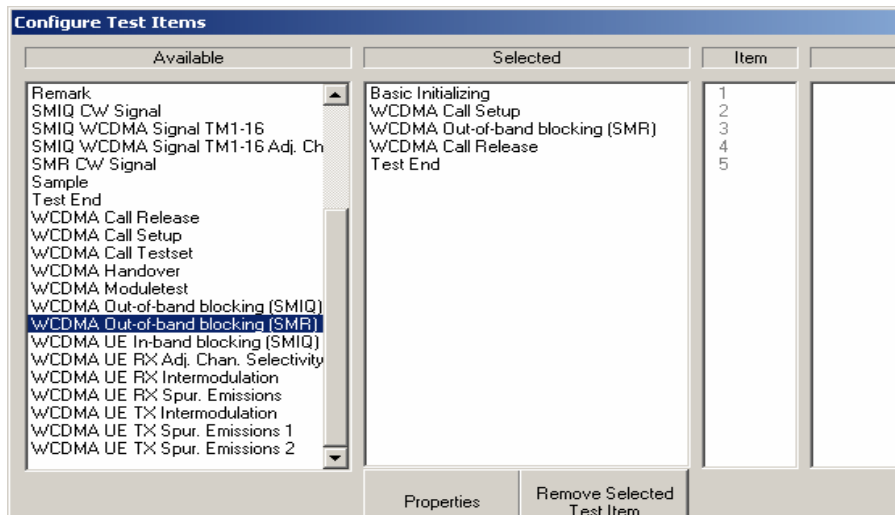 Configure Test Items
Available
Remark
SMIQ CW Signal
SMIQ WCDMA Signal TM1-16
SMIQ WCDMA Signal TM1-16 Adj. Ch
SMR CW Signal
Sample
Test End
WCDMA Call Release
WCDMA Call Setup
WCDMA Call Testset
WCDMA Handover
WCDMA Moduletest
WCDMA Out-of-band blocking (SMIQ)
WCDMA Out-of-band blocking (SMR)
WCDMA UE In-band blocking (SMIQ)
WCDMA UE RX Adj. Chan. Selectivity
WCDMA UE RX Intermodulation
WCDMA UE RX Spur. Emissions
WCDMA UE TX Intermodulation
WCDMA UE TX Spur. Emissions 1
WCDMA UE TX Spur. Emissions 2
Selected
Basic Initializing
WCDMA Call Setup
WCDMA Out-of-band blocking (SMR)
WCDMA Call Release
Test End
Item
1
2
3
4
5
Properties
Remove Selected
Test Item